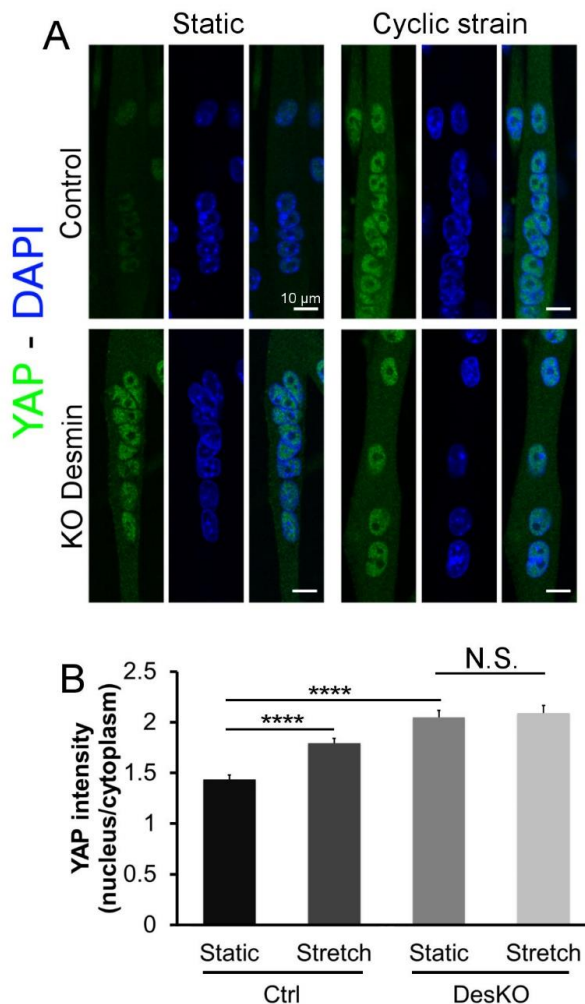 A
Static
Cyclic strain
YAP - DAPI
Control
10 µm
KO Desmin
B
YAP intensity
(nucleus/cytoplasm)
2.5
2
1.5
1
0.5
0
****
****
N.S.
Static
Stretch
Static
Stretch
Ctrl
DesKO